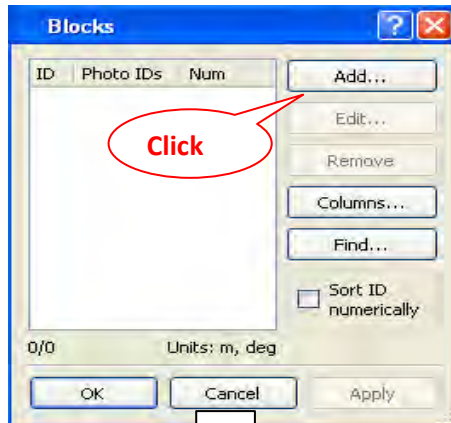 Blocks
ID Photo IDs Num
Add...
Edit...
Click
Remove
Columns...
Find...
Sort ID
numerically
0/0 Units: m, deg
OK Cancel Apply